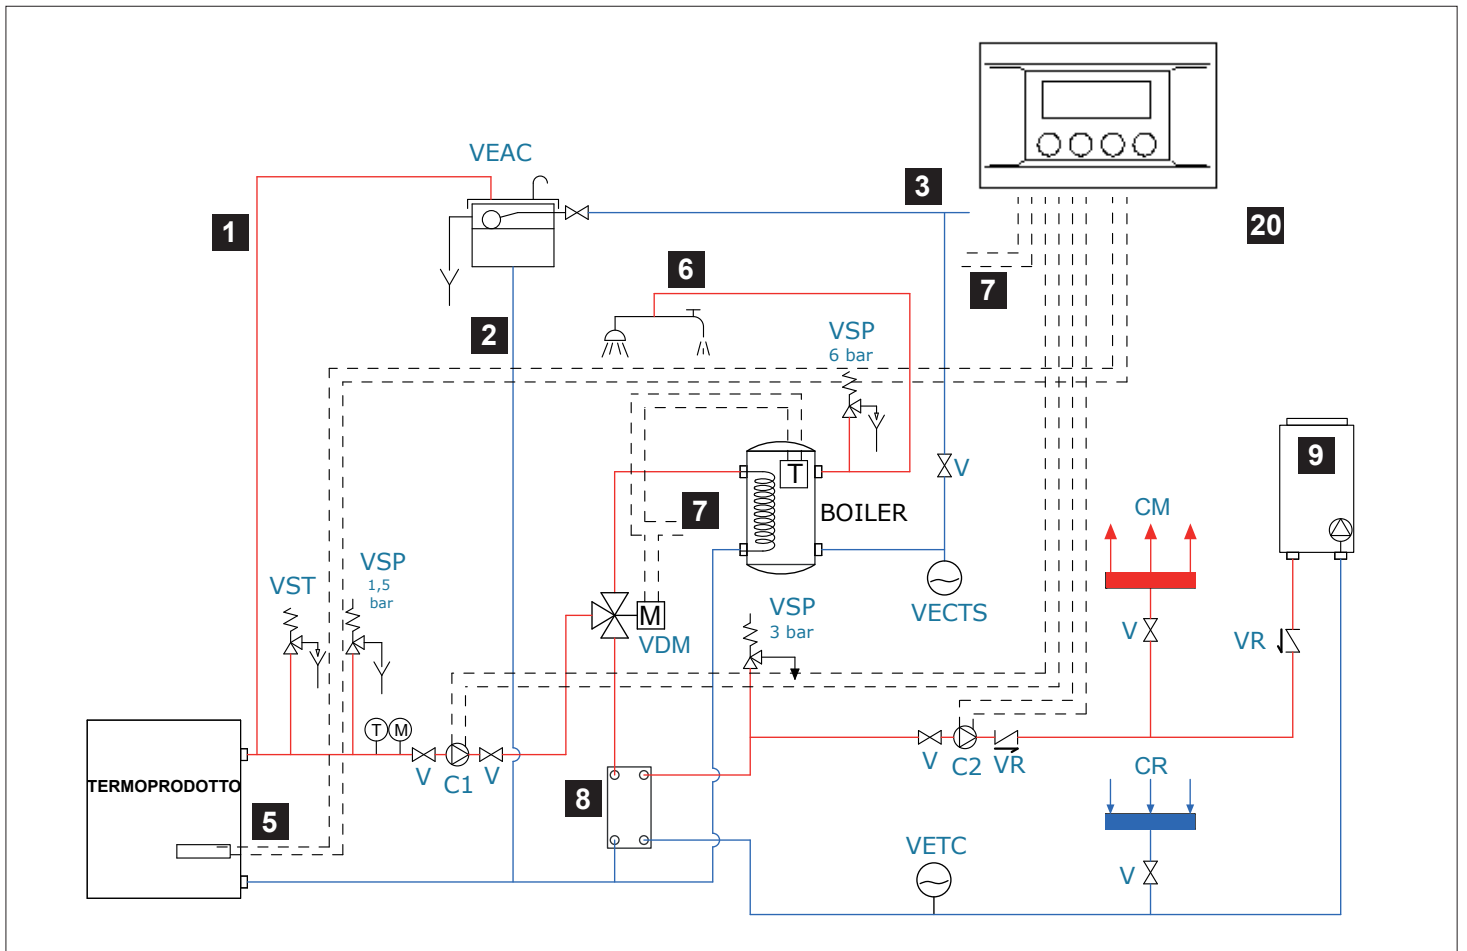 VEAC
3
1
20
6
7
2
VSP
6 bar
9
T
V
CM
7
BOILER
VSP
1,5
bar
VST
VECTS
VSP
3 bar
M
VDM
V
VR
T
M
V
C1
V
V
C2
VR
CR
TERMOPRODOTTO
8
5
VETC
V